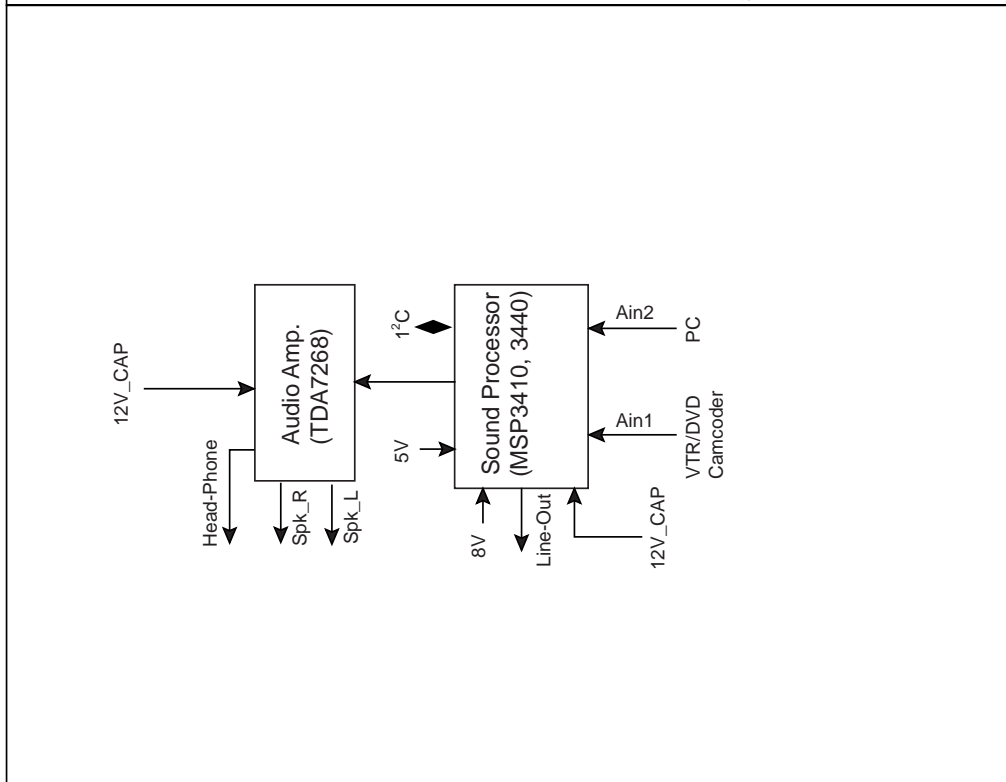 12V_CAP
Head-Phone
Spk_R
Spk_L
Audio Amp.
(TDA7268)
1²C
5V
8V
Line-Out
Sound Processor
(MSP3410, 3440)
Ain1
Ain2
12V_CAP
VTR/DVD
Camcoder
PC